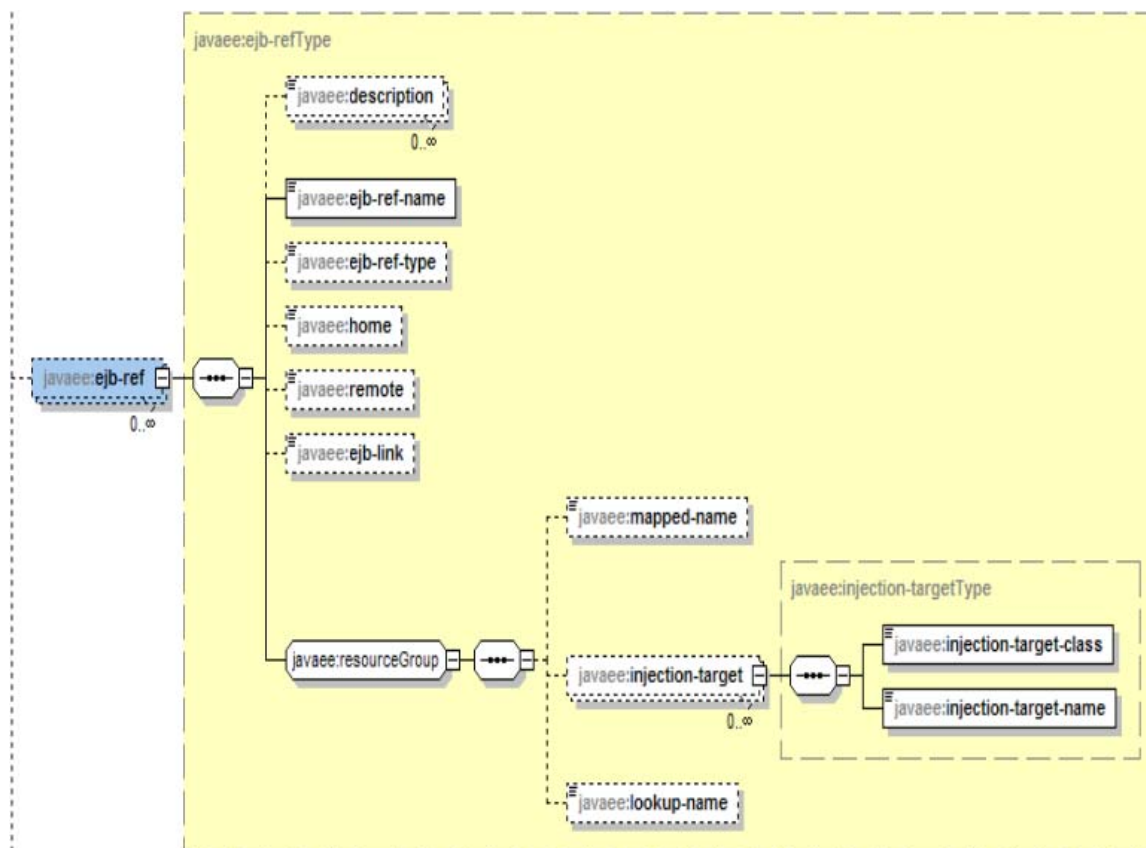 javaee:ejb-refType
javaee:description
0..∞
javaee:ejb-ref-name
javaee:ejb-ref-type
javaee:home
javaee:ejb-ref
0..∞
javaee:remote
javaee:ejb-link
javaee:mapped-name
javaee:injection-targetType
javaee:injection-target-class
javaee:resourceGroup
javaee:injection-target
0..∞
javaee:injection-target-name
javaee:lookup-name